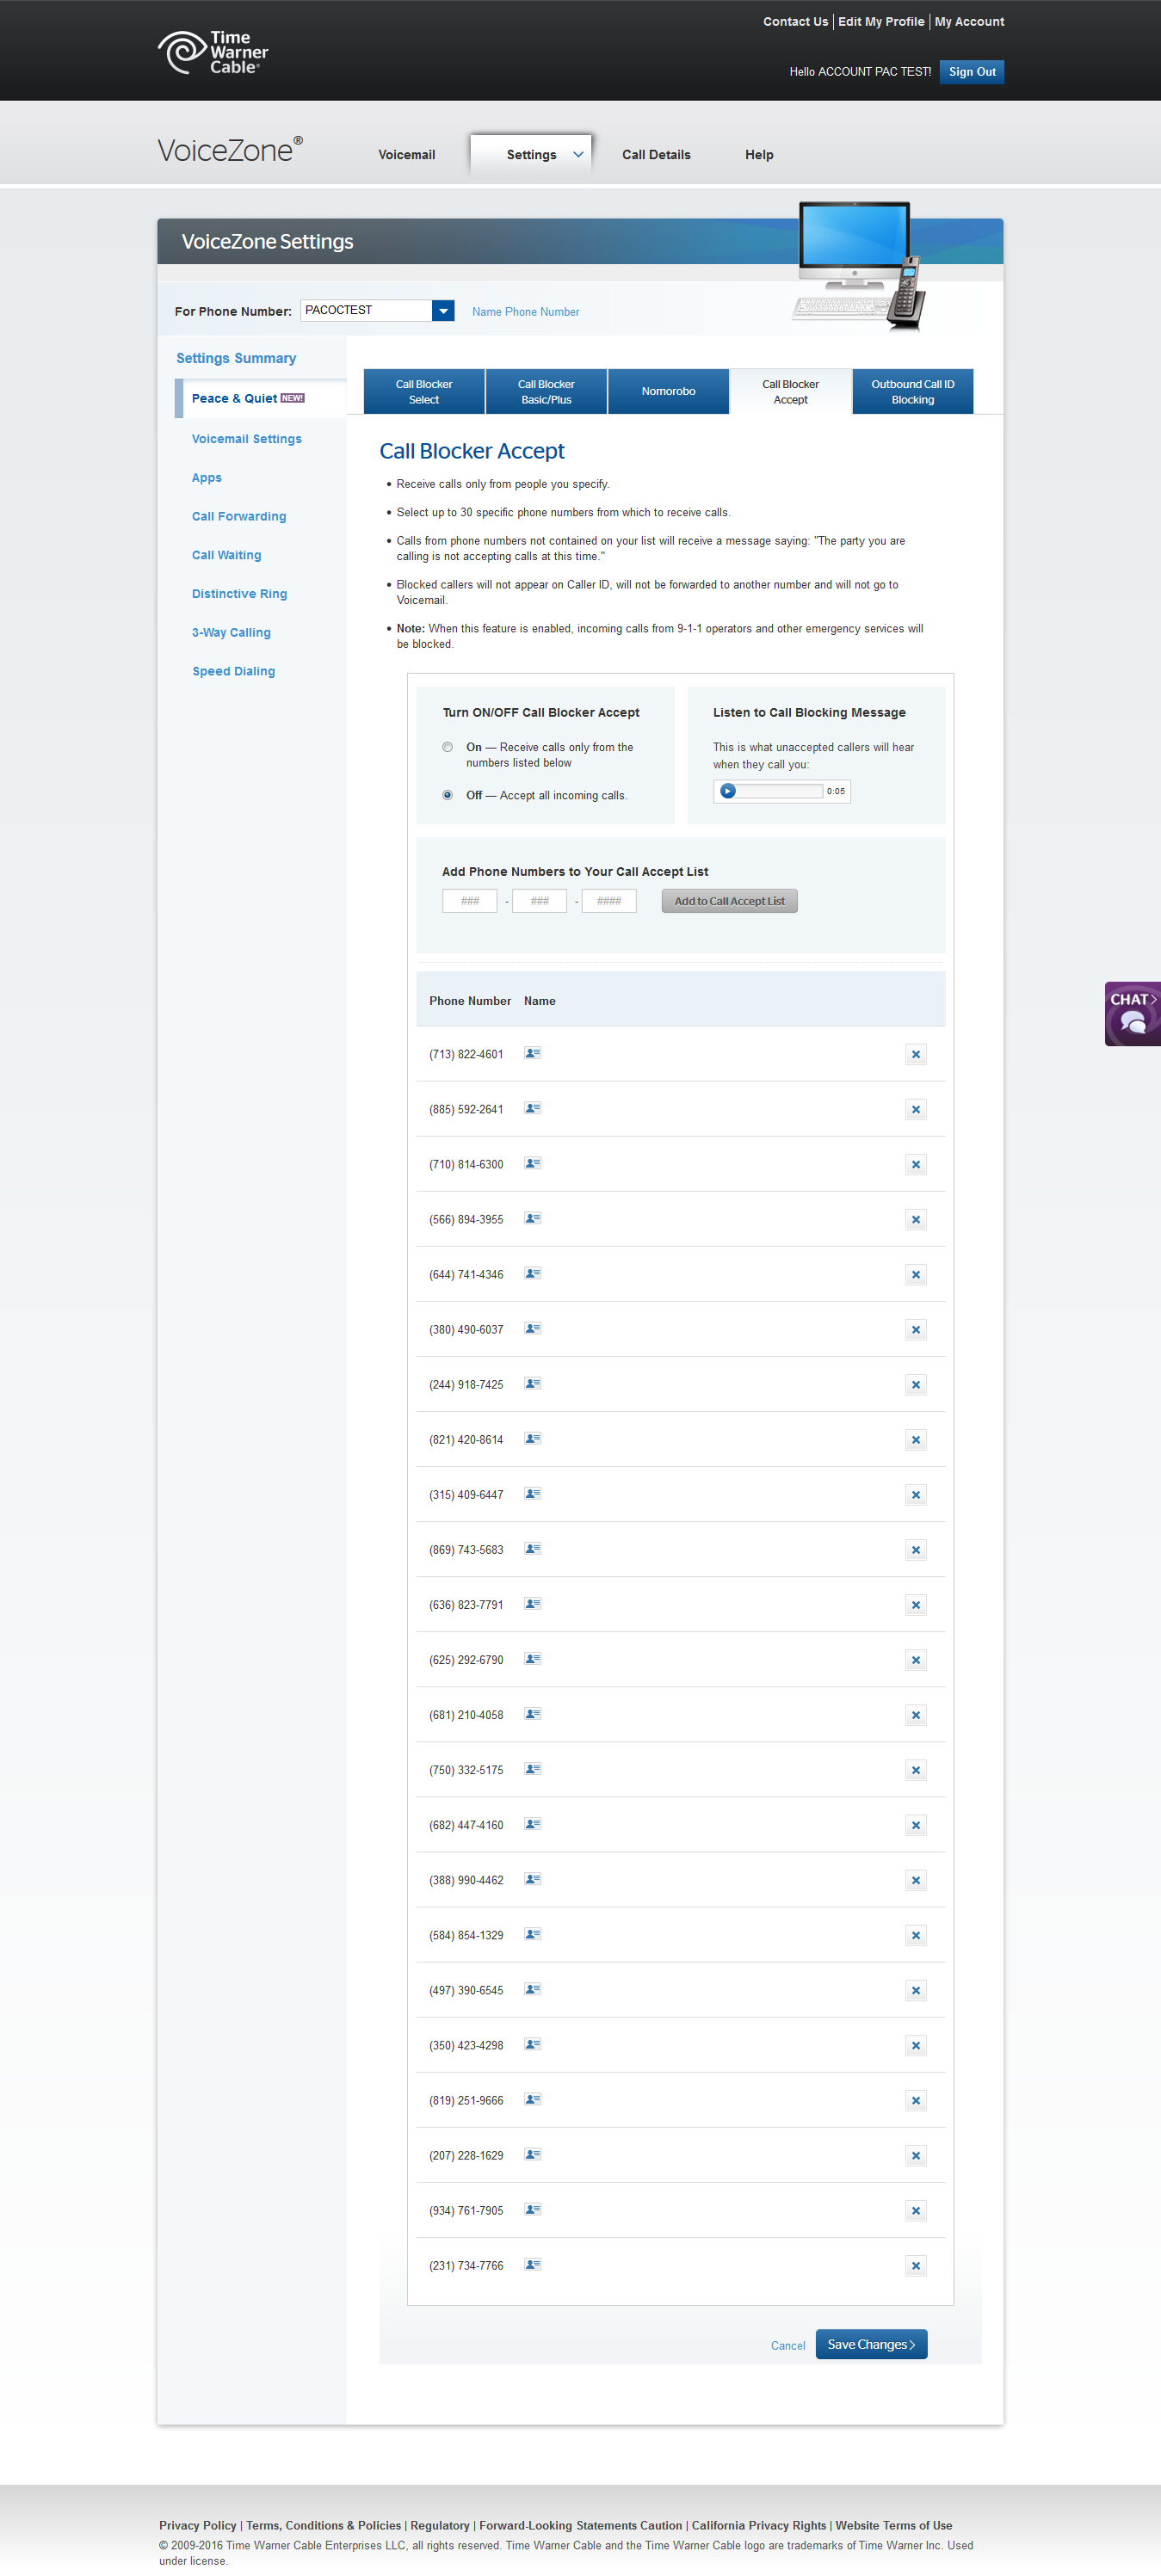 Contact Us | Edit My Profile | My Account
Time
Warner
Cable®
Hello ACCOUNT PAC TEST! Sign Out
VoiceZone®
Voicemail Settings Call Details Help
VoiceZone Settings
For Phone Number: PACOCTEST Name Phone Number
Settings Summary
Peace & Quiet NEW!
Voicemail Settings
Apps
Call Forwarding
Call Waiting
Distinctive Ring
3-Way Calling
Speed Dialing
Call Blocker
Select
Call Blocker
Basic/Plus
Nomorobo
Call Blocker
Accept
Outbound Call ID
Blocking
Call Blocker Accept
• Receive calls only from people you specify.
• Select up to 30 specific phone numbers from which to receive calls.
• Calls from phone numbers not contained on your list will receive a message saying: "The party you are
calling is not accepting calls at this time."
• Blocked callers will not appear on Caller ID, will not be forwarded to another number and will not go to
Voicemail.
• Note: When this feature is enabled, incoming calls from 9-1-1 operators and other emergency services will
be blocked.
Turn ON/OFF Call Blocker Accept
On — Receive calls only from the
numbers listed below
Off — Accept all incoming calls.
Listen to Call Blocking Message
This is what unaccepted callers will hear
when they call you:
0:05
Add Phone Numbers to Your Call Accept List
### - ### - #### Add to Call Accept List
Phone Number Name
(713) 822-4601
(885) 592-2641
(710) 814-6300
(566) 894-3955
(644) 741-4346
(380) 490-6037
(244) 918-7425
(821) 420-8614
(315) 409-6447
(869) 743-5683
(636) 823-7791
(625) 292-6790
(681) 210-4058
(750) 332-5175
(682) 447-4160
(388) 990-4462
(584) 854-1329
(497) 390-6545
(350) 423-4298
(819) 251-9666
(207) 228-1629
(934) 761-7905
(231) 734-7766
Cancel Save Changes >
CHAT >
Privacy Policy | Terms, Conditions & Policies | Regulatory | Forward-Looking Statements Caution | California Privacy Rights | Website Terms of Use
© 2009-2016 Time Warner Cable Enterprises LLC, all rights reserved. Time Warner Cable and the Time Warner Cable logo are trademarks of Time Warner Inc. Used
under license.